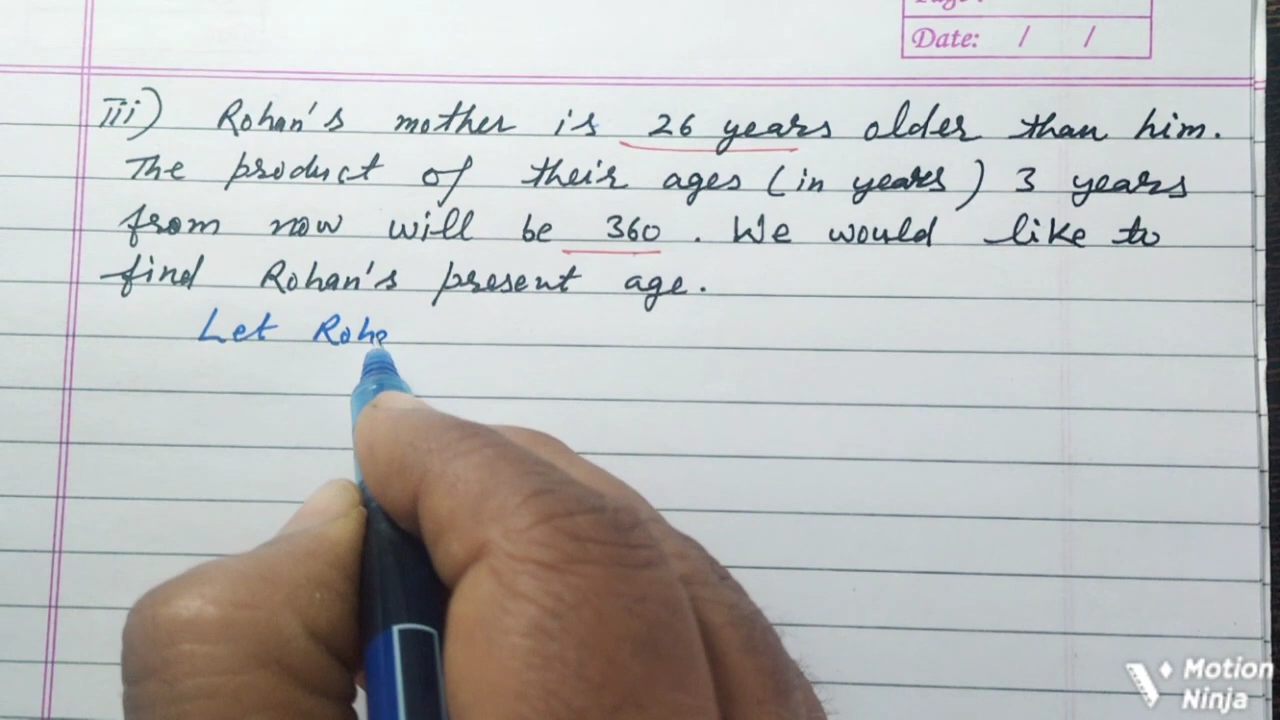 Date: / /
iii) Rohan's mother is 26 years older than him.
The product of their ages (in years) 3 years
from now will be 360. We would like to
find Rohan's present age.
Let Roha
Motion
Ninja